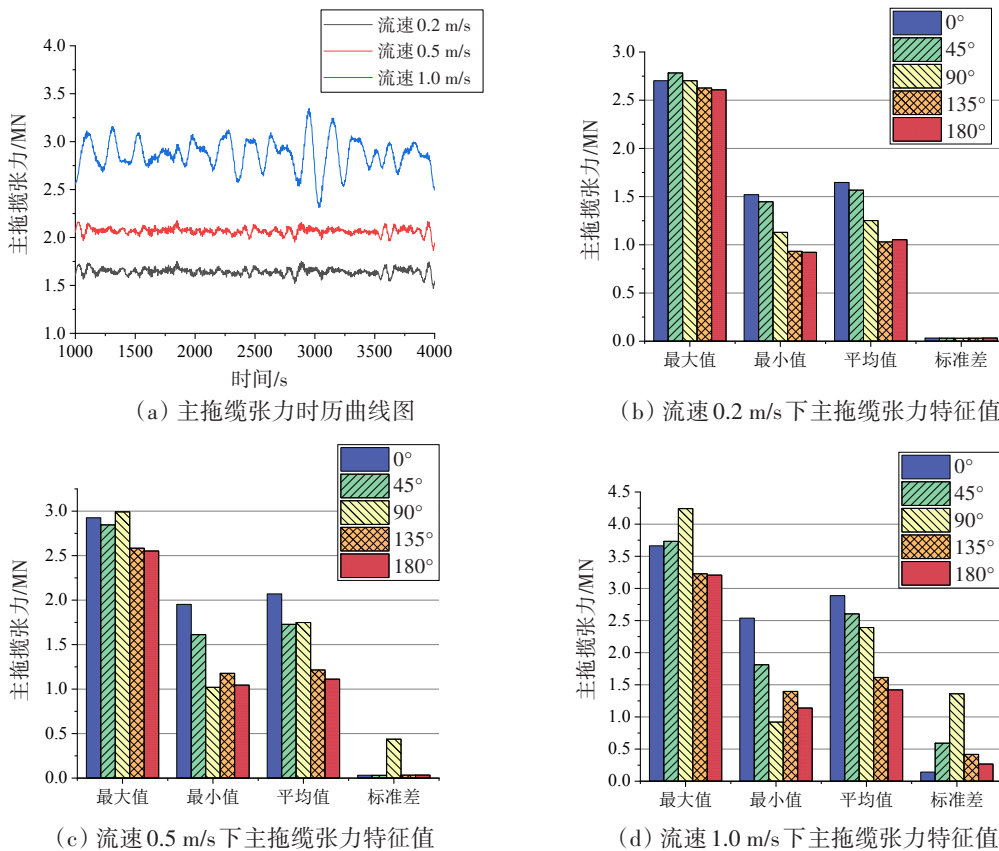 流速0.2 m/s
流速0.5 m/s
流速1.0 m/s
4.0
3.5
3.0
2.5
2.0
1.5
1.0
主拖缆张力/MN
1000 1500 2000 2500 3000 3500 4000
时间/s
(a)主拖缆张力时历曲线图
0°
45°
90°
135°
180°
3.0
2.5
2.0
1.5
1.0
0.5
0.0
主拖揽张力/MN
最大值 最小值 平均值 标准差
(b)流速0.2 m/s下主拖缆张力特征值
0°
45°
90°
135°
180°
3.0
2.5
2.0
1.5
1.0
0.5
0.0
主拖揽张力/MN
最大值 最小值 平均值 标准差
(c)流速0.5 m/s下主拖缆张力特征值
0°
45°
90°
135°
180°
4.5
4.0
3.5
3.0
2.5
2.0
1.5
1.0
0.5
0.0
主拖揽张力/MN
最大值 最小值 平均值 标准差
(d)流速1.0 m/s下主拖缆张力特征值